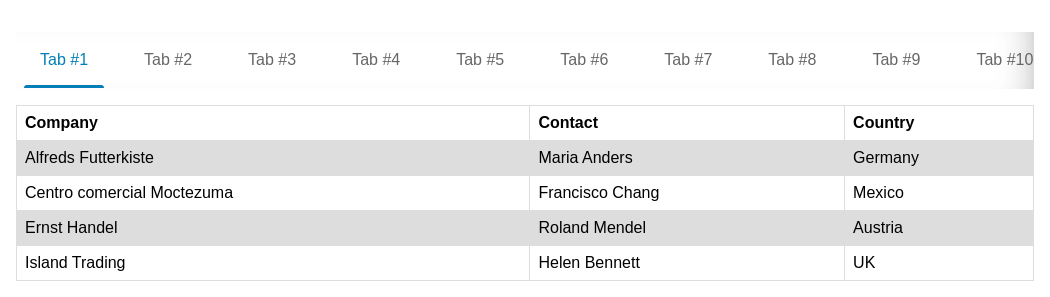 Tab #1 Tab #2 Tab #3 Tab #4 Tab #5 Tab #6 Tab #7 Tab #8 Tab #9 Tab #10
Company Contact Country
Alfreds Futterkiste Maria Anders Germany
Centro comercial Moctezuma Francisco Chang Mexico
Ernst Handel Roland Mendel Austria
Island Trading Helen Bennett UK